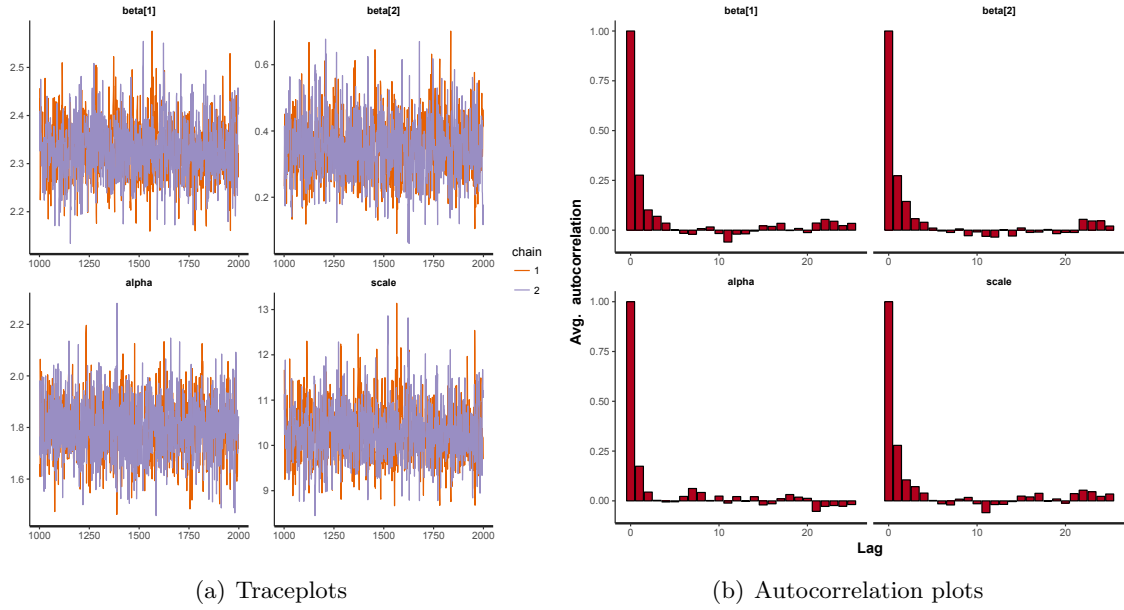 beta[1] beta[2]
2.5
2.4
2.3
2.2
0.6
0.4
0.2
1000 1250 1500 1750 2000 1000 1250 1500 1750 2000
alpha scale
2.2
2.0
1.8
1.6
13
12
11
10
9
1000 1250 1500 1750 2000 1000 1250 1500 1750 2000
chain
1
2
(a) Traceplots
beta[1] beta[2]
Avg. autocorrelation
1.00
0.75
0.50
0.25
0.00
0 20 0 20
alpha scale
1.00
0.75
0.50
0.25
0.00
0 20 0 20
Lag
(b) Autocorrelation plots